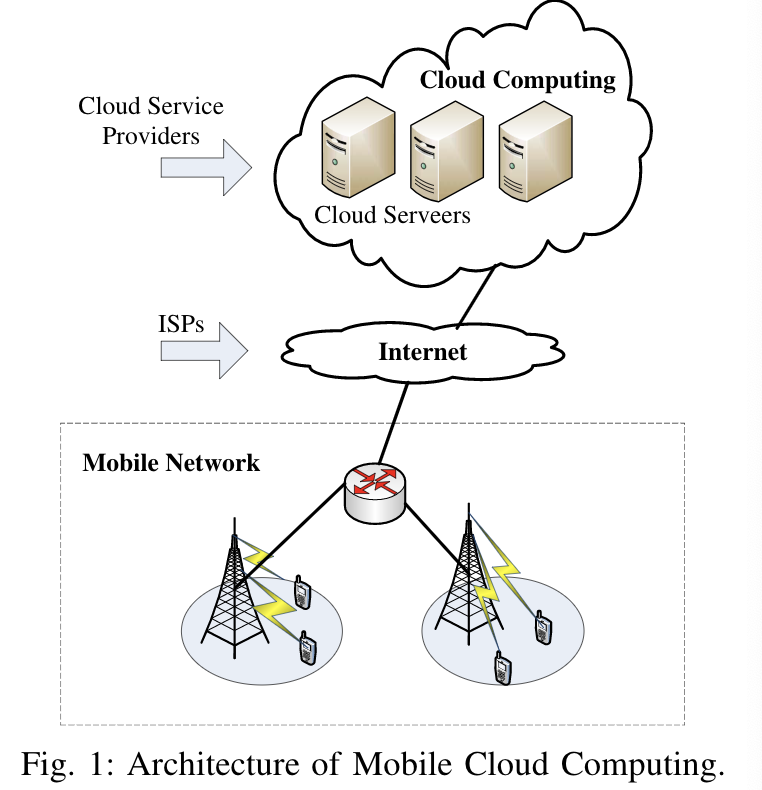 Cloud Computing
Cloud Service
Providers
Cloud Serveers
ISPs
Internet
Mobile Network
Fig. 1: Architecture of Mobile Cloud Computing.